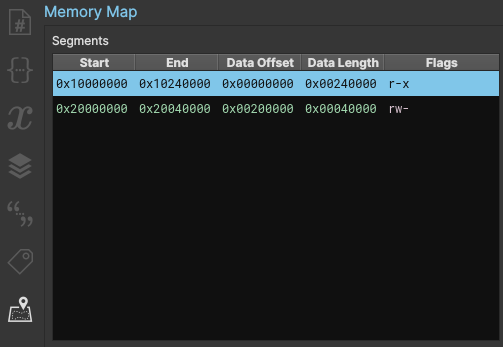 Memory Map
Segments
Start End Data Offset Data Length Flags
0x10000000 0x10240000 0x00000000 0x00240000 r-x
0x20000000 0x20040000 0x00200000 0x00040000 rw-